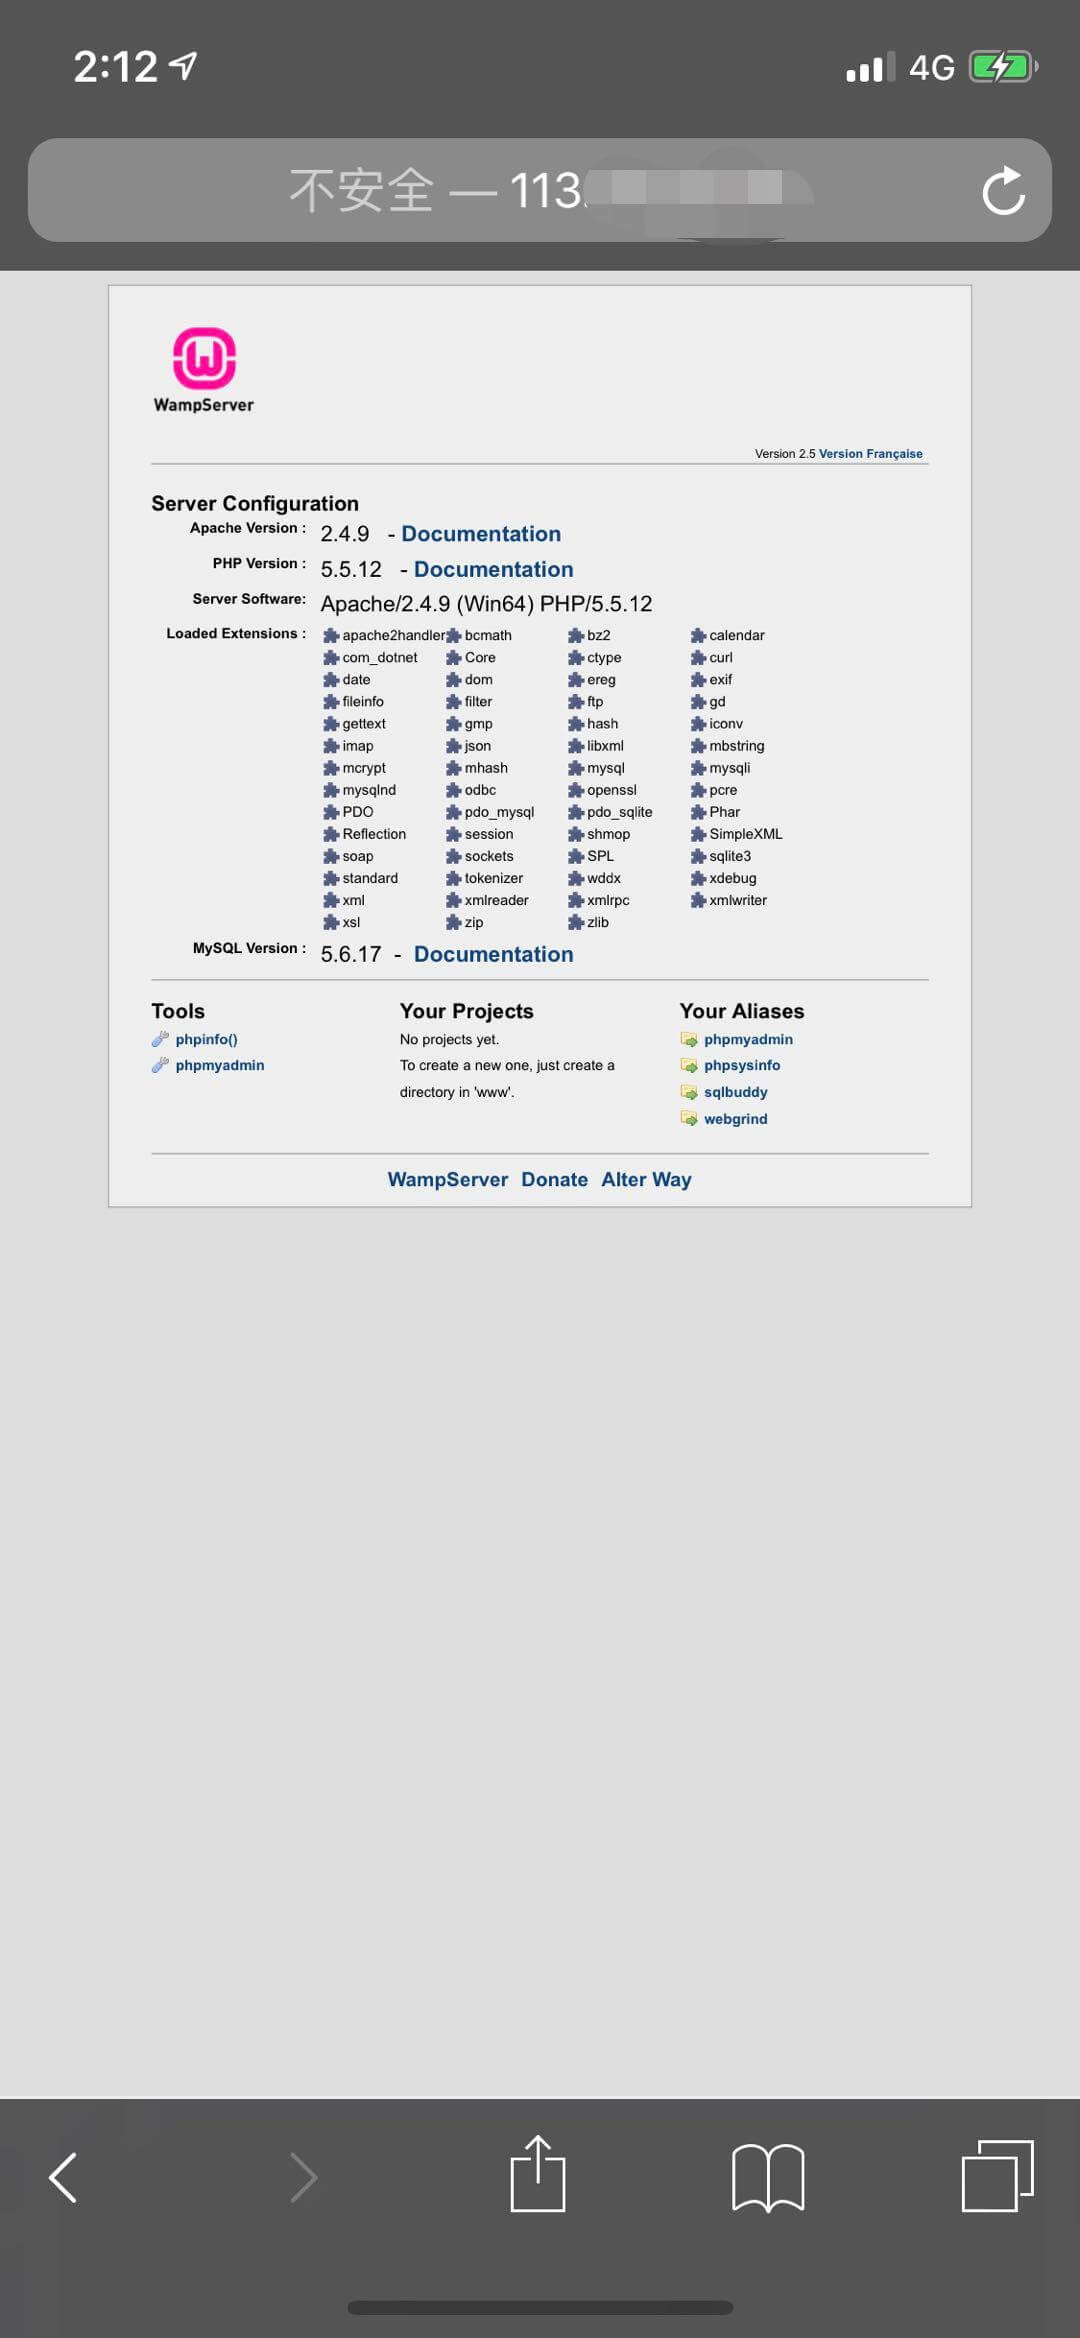 2:12
4G
不安全 — 113.
WampServer
Version 2.5 Version Française
Server Configuration
Apache Version : 2.4.9 - Documentation
PHP Version : 5.5.12 - Documentation
Server Software: Apache/2.4.9 (Win64) PHP/5.5.12
Loaded Extensions : apache2handler bcmath bz2 calendar
com_dotnet Core ctype curl
date dom ereg exif
fileinfo filter ftp gd
gettext gmp hash iconv
imap json libxml mbstring
mcrypt mhash mysql mysqli
mysqlnd odbc openssl pcre
PDO pdo_mysql pdo_sqlite Phar
Reflection session shmop SimpleXML
soap sockets SPL sqlite3
standard tokenizer wddx xdebug
xml xmlreader xmlrpc xmlwriter
xsl zip zlib
MySQL Version : 5.6.17 - Documentation
Tools
phpinfo()
phpmyadmin
Your Projects
No projects yet.
To create a new one, just create a
directory in 'www'.
Your Aliases
phpmyadmin
phpsysinfo
sqlbuddy
webgrind
WampServer Donate Alter Way